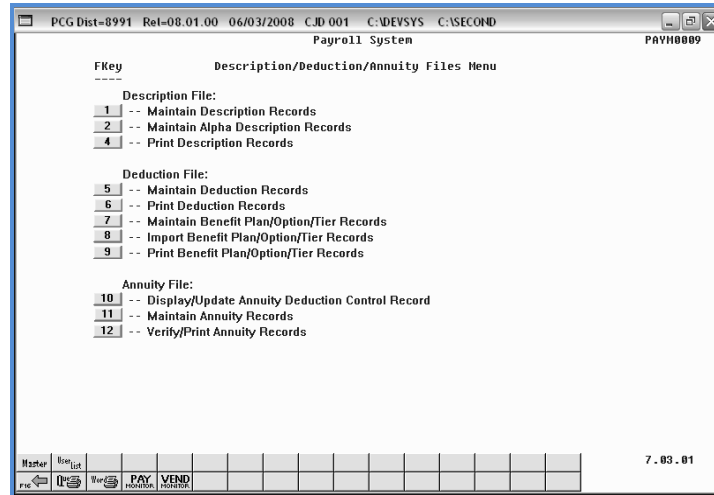 PCG Dist=8991 Rel=08.01.00 06/03/2008 CJD 001 C:\DEVSYS C:\SECOND
Payroll System PAYM0009
FKey Description/Deduction/Annuity Files Menu
----
Description File:
1 -- Maintain Description Records
2 -- Maintain Alpha Description Records
4 -- Print Description Records
Deduction File:
5 -- Maintain Deduction Records
6 -- Print Deduction Records
7 -- Maintain Benefit Plan/Option/Tier Records
8 -- Import Benefit Plan/Option/Tier Records
9 -- Print Benefit Plan/Option/Tier Records
Annuity File:
10 -- Display/Update Annuity Deduction Control Record
11 -- Maintain Annuity Records
12 -- Verify/Print Annuity Records
Master User list 7.03.01
F16 PAY MONITOR VEND MONITOR